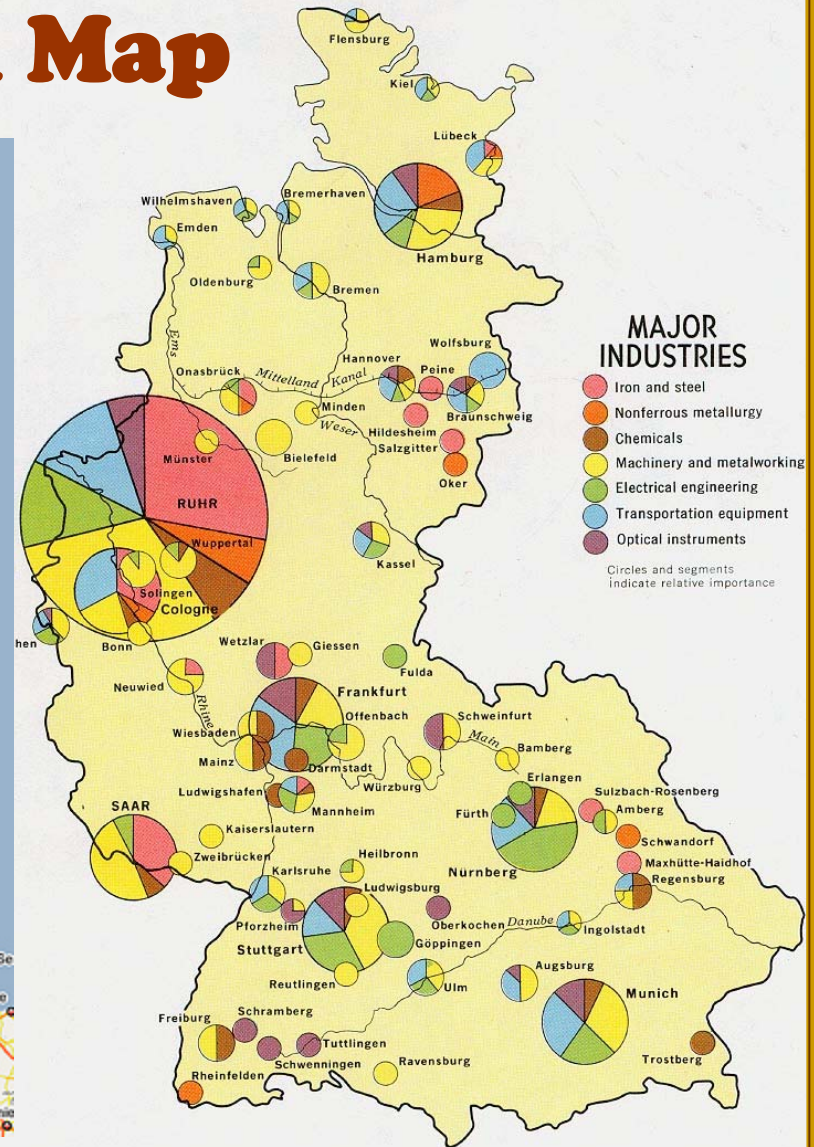 Map
Flensburg
Kiel
Lübeck
Wilhelmshaven
Bremerhaven
Emden
Hamburg
Oldenburg
Bremen
Ems
Wolfsburg
Hannover
Peine
Onasbrück
Mittelland Kanal
Minden
Braunschweig
Weser
Hildesheim
Salzgitter
Münster
Bielefeld
Oker
RUHR
Wuppertal
Kassel
Solingen
Cologne
hen
Bonn
Wetzlar
Giessen
Fulda
Neuwied
Rhine
Frankfurt
Offenbach
Schweinfurt
Wiesbaden
Main
Bamberg
Mainz
Darmstadt
Würzburg
Erlangen
Ludwigshafen
Sulzbach-Rosenberg
SAAR
Mannheim
Fürth
Amberg
Kaiserslautern
Schwandorf
Zweibrücken
Heilbronn
Maxhütte-Haidhof
Karlsruhe
Nürnberg
Regensburg
Ludwigsburg
Pforzheim
Oberkochen
Danube
Ingolstadt
Stuttgart
Göppingen
Augsburg
Reutlingen
Ulm
Munich
Schramberg
Freiburg
Tuttlingen
Trostberg
Schwenningen
Ravensburg
Rheinfelden
MAJOR
INDUSTRIES
Iron and steel
Nonferrous metallurgy
Chemicals
Machinery and metalworking
Electrical engineering
Transportation equipment
Optical instruments
Circles and segments
indicate relative importance